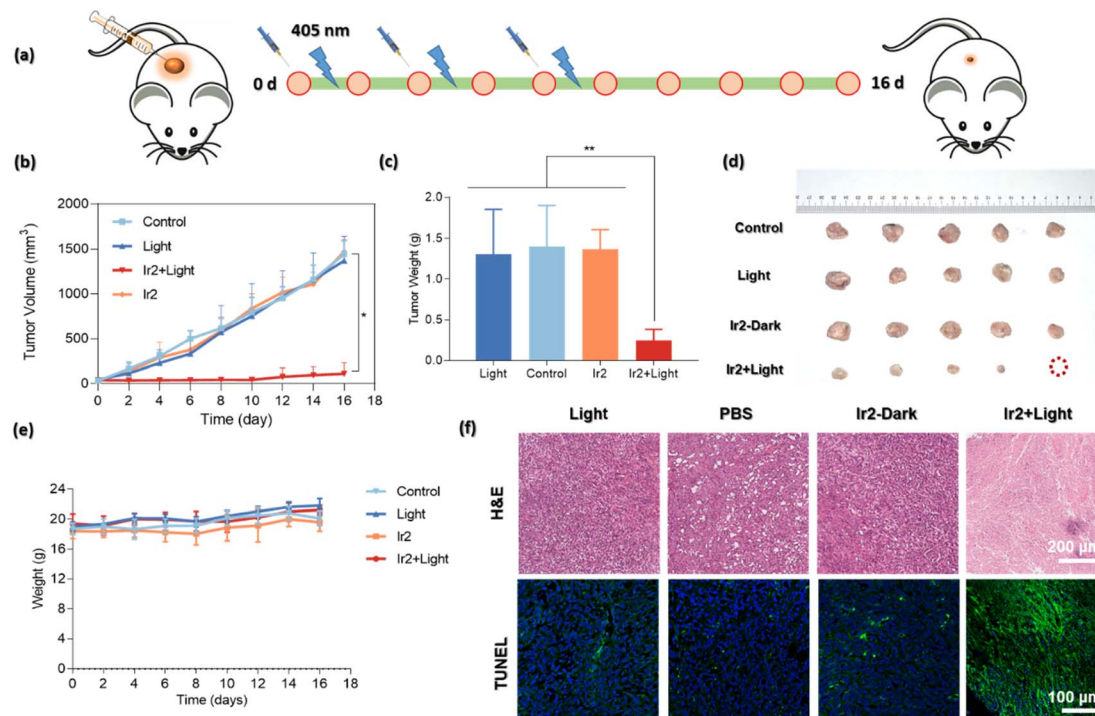 (a)
405 nm
0 d
16 d
(b)
2000
1500
1000
500
0
Tumor Volume (mm³)
Control
Light
Ir2+Light
Ir2
*
0 2 4 6 8 10 12 14 16 18
Time (day)
(c)
**
2.0
1.5
1.0
0.5
0.0
Tumor Weight (g)
Light Control Ir2 Ir2+Light
(d)
Control
Light
Ir2-Dark
Ir2+Light
(e)
24
20
16
12
8
4
0
Weight (g)
Control
Light
Ir2
Ir2+Light
0 2 4 6 8 10 12 14 16 18
Time (days)
(f)
Light PBS Ir2-Dark Ir2+Light
H&E
200 μm
TUNEL
100 μm